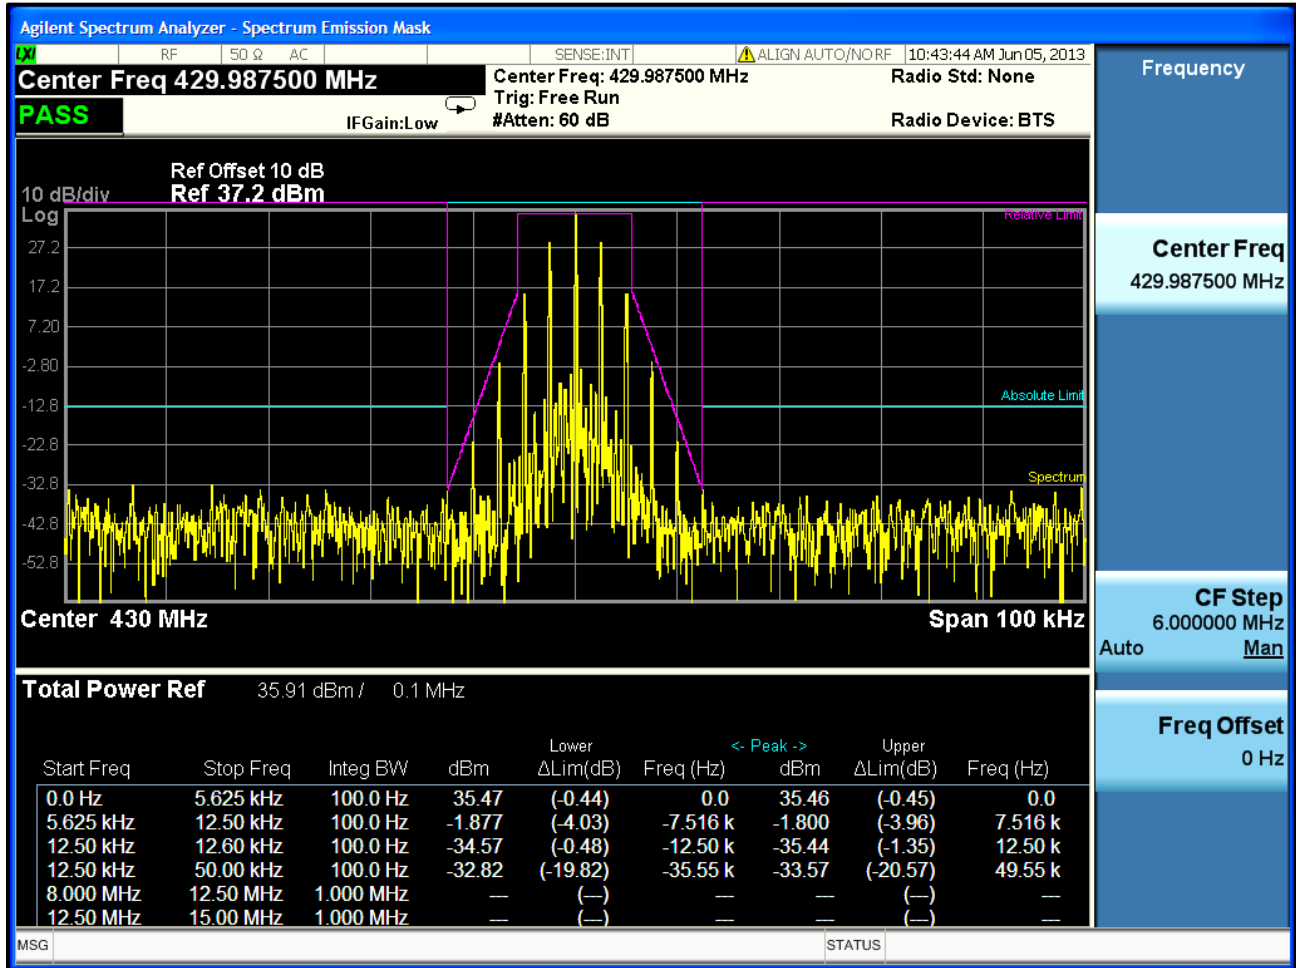 Agilent Spectrum Analyzer - Spectrum Emission Mask
LXI RF 50 Ω AC SENSE:INT ALIGN AUTO/NO RF 10:43:44 AM Jun 05, 2013
Center Freq 429.987500 MHz Center Freq: 429.987500 MHz Radio Std: None
Trig: Free Run
PASS IFGain:Low #Atten: 60 dB Radio Device: BTS
Ref Offset 10 dB
10 dB/div Ref 37.2 dBm
Log
Relative Limit
27.2
17.2
7.20
-2.80
-12.8 Absolute Limit
-22.8
-32.8 Spectrum
-42.8
-52.8
Center 430 MHz Span 100 kHz
Total Power Ref 35.91 dBm / 0.1 MHz
Lower <- Peak -> Upper
Start Freq Stop Freq Integ BW dBm ΔLim(dB) Freq (Hz) dBm ΔLim(dB) Freq (Hz)
0.0 Hz 5.625 kHz 100.0 Hz 35.47 (-0.44) 0.0 35.46 (-0.45) 0.0
5.625 kHz 12.50 kHz 100.0 Hz -1.877 (-4.03) -7.516 k -1.800 (-3.96) 7.516 k
12.50 kHz 12.60 kHz 100.0 Hz -34.57 (-0.48) -12.50 k -35.44 (-1.35) 12.50 k
12.50 kHz 50.00 kHz 100.0 Hz -32.82 (-19.82) -35.55 k -33.57 (-20.57) 49.55 k
8.000 MHz 12.50 MHz 1.000 MHz --- (---) --- --- (---) ---
12.50 MHz 15.00 MHz 1.000 MHz --- (---) --- --- (---) ---
MSG STATUS
Frequency
Center Freq
429.987500 MHz
CF Step
6.000000 MHz
Auto Man
Freq Offset
0 Hz